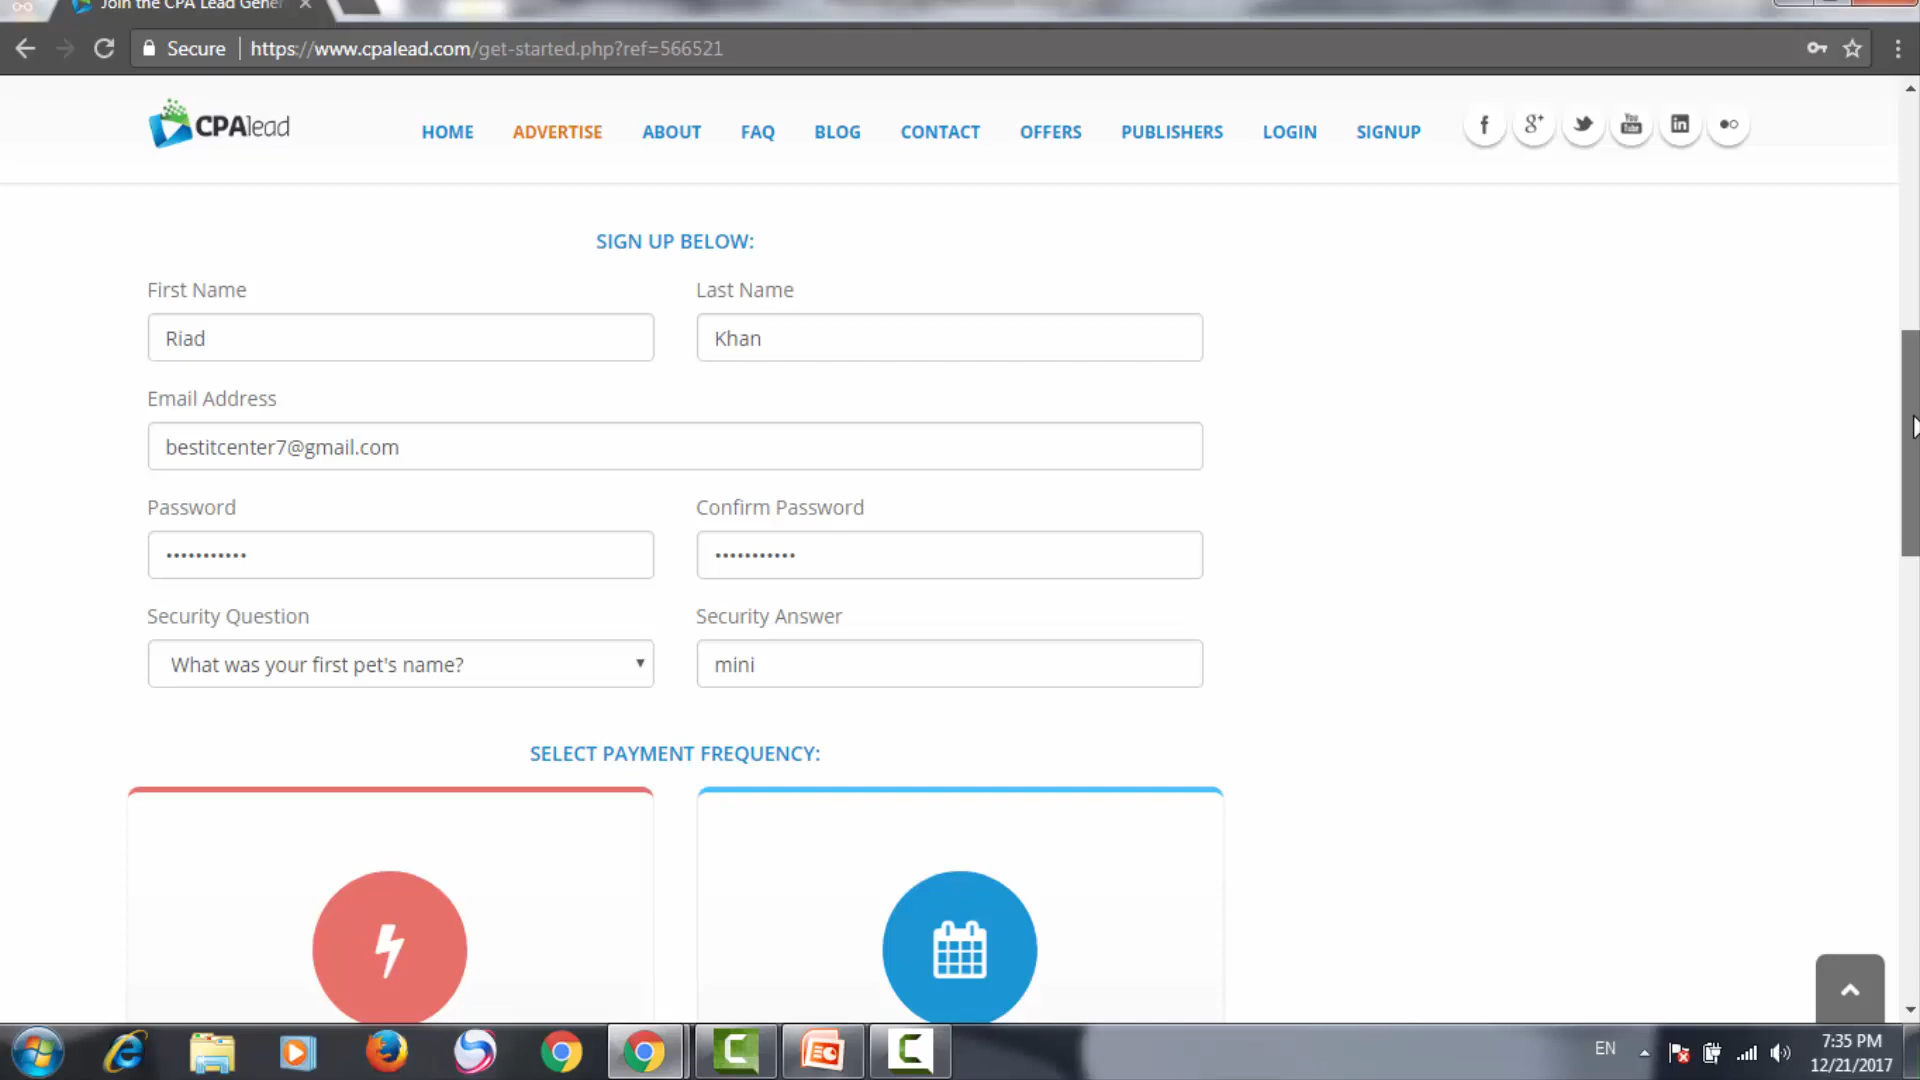 Join the CPA Lead Gener
Secure https://www.cpalead.com/get-started.php?ref=566521
CPAlead HOME ADVERTISE ABOUT FAQ BLOG CONTACT OFFERS PUBLISHERS LOGIN SIGNUP
SIGN UP BELOW:
First Name Last Name
Riad Khan
Email Address
bestitcenter7@gmail.com
Password Confirm Password
••••••••••• •••••••••••
Security Question Security Answer
What was your first pet's name? mini
SELECT PAYMENT FREQUENCY:
EN 7:35 PM
12/21/2017